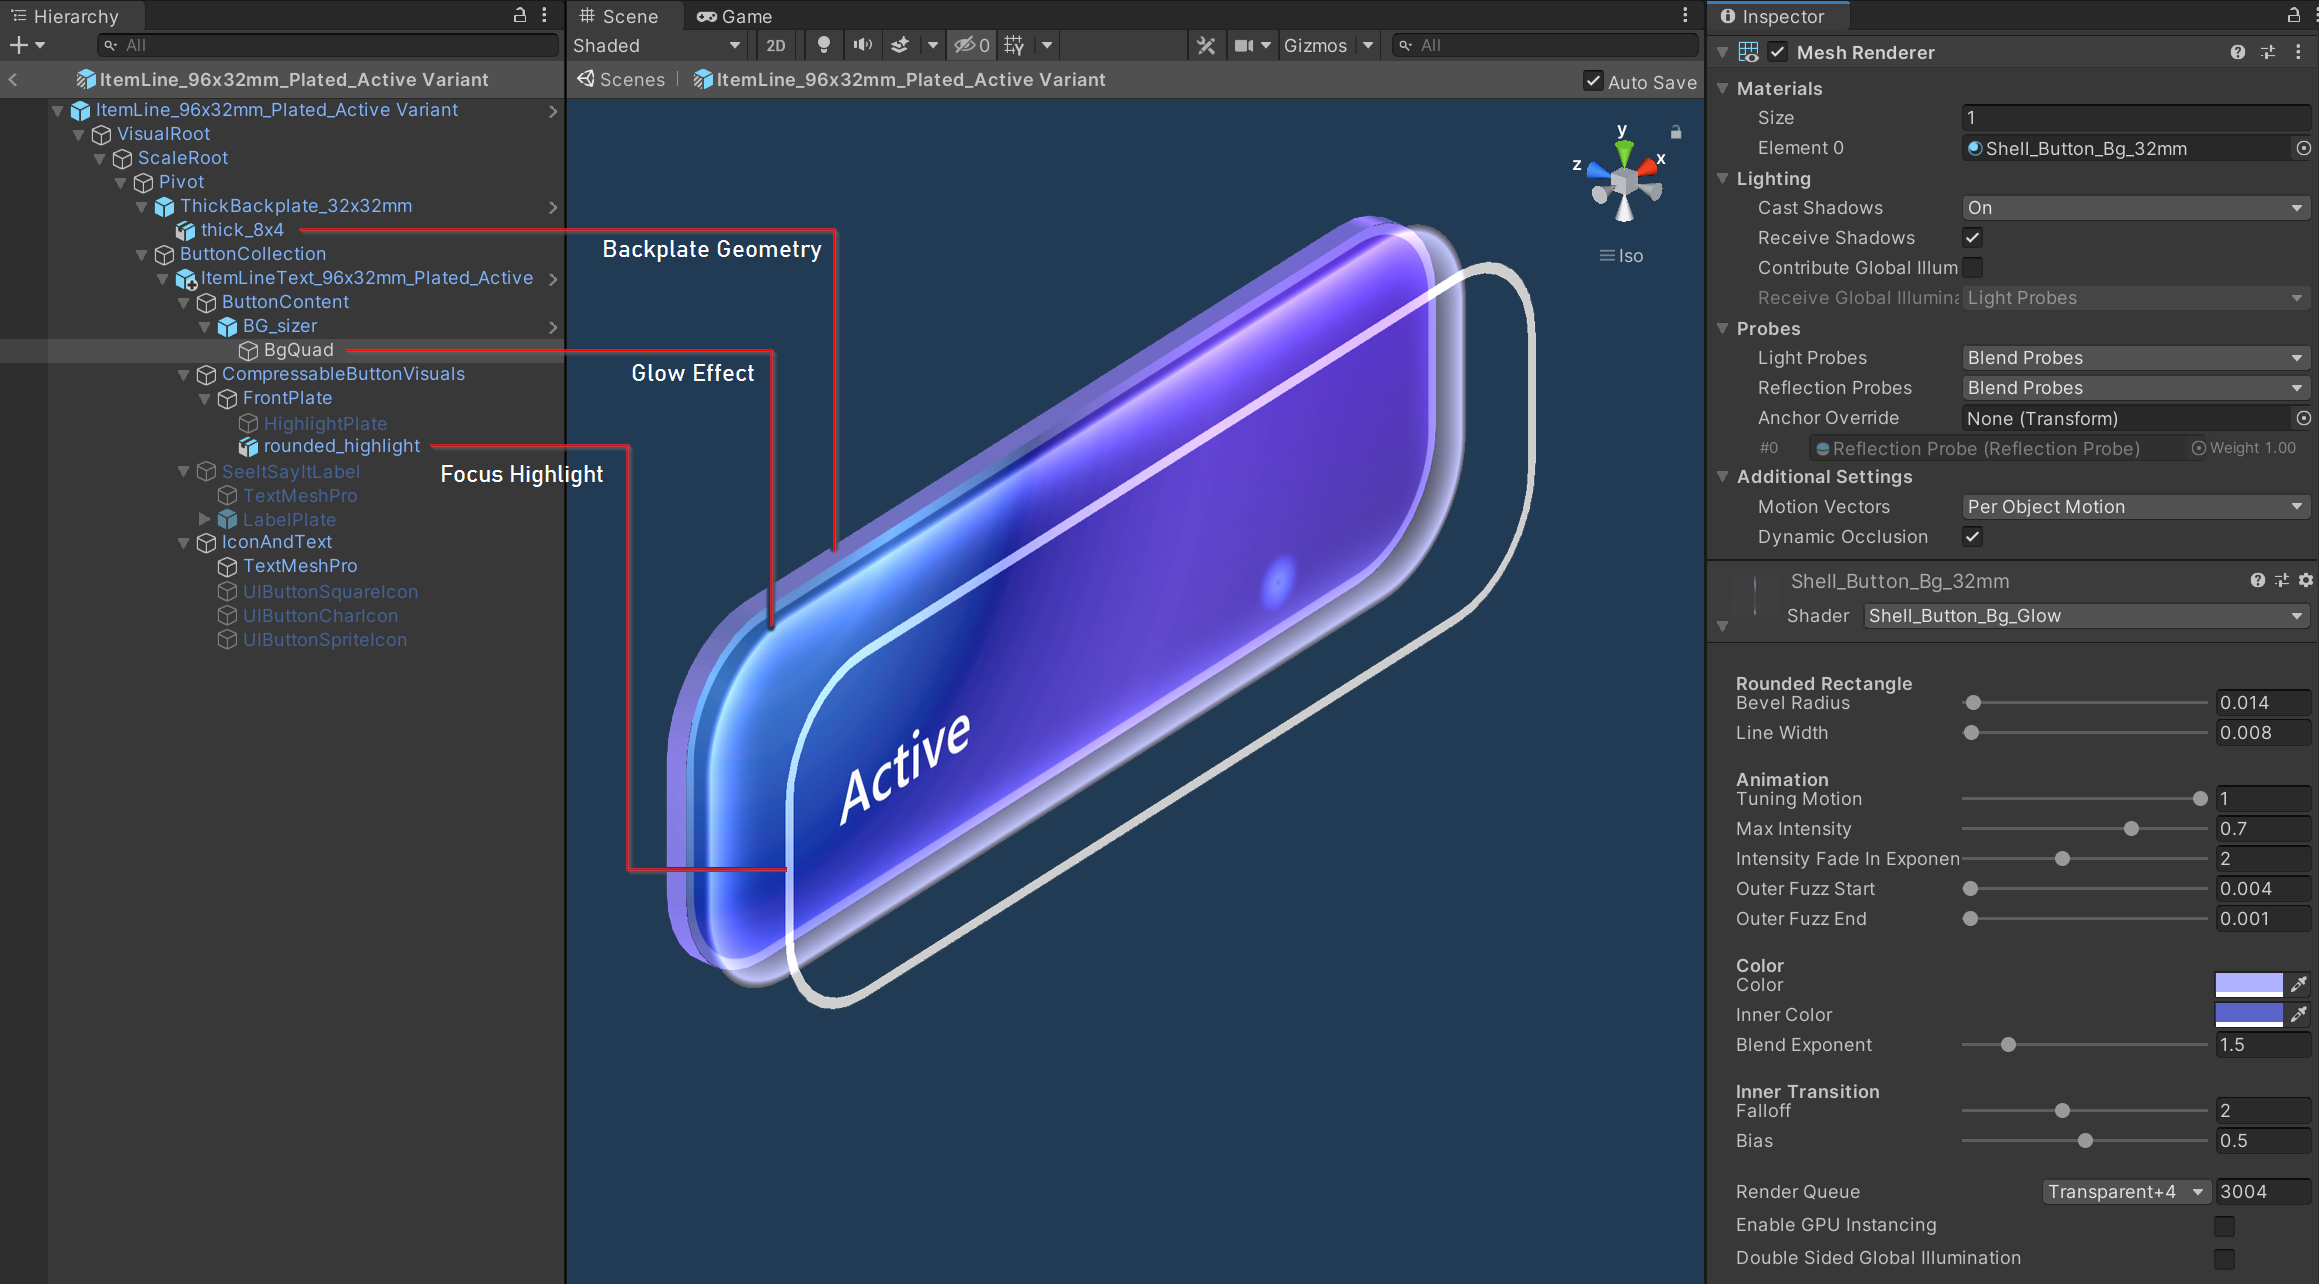 Hierarchy
All
ItemLine_96x32mm_Plated_Active Variant
ItemLine_96x32mm_Plated_Active Variant
VisualRoot
ScaleRoot
Pivot
ThickBackplate_32x32mm
thick_8x4
ButtonCollection
ItemLineText_96x32mm_Plated_Active
ButtonContent
BG_sizer
BgQuad
CompressableButtonVisuals
FrontPlate
HighlightPlate
rounded_highlight
SeeItSayItLabel
TextMeshPro
LabelPlate
IconAndText
TextMeshPro
UIButtonSquareIcon
UIButtonCharIcon
UIButtonSpriteIcon
Scene
Game
Shaded
2D
0
Gizmos
All
Scenes
ItemLine_96x32mm_Plated_Active Variant
Auto Save
y
x
z
Iso
Backplate Geometry
Glow Effect
Focus Highlight
Active
Inspector
Mesh Renderer
Materials
Size 1
Element 0 Shell_Button_Bg_32mm
Lighting
Cast Shadows On
Receive Shadows
Contribute Global Illum
Receive Global Illumina Light Probes
Probes
Light Probes Blend Probes
Reflection Probes Blend Probes
Anchor Override None (Transform)
#0 Reflection Probe (Reflection Probe) Weight 1.00
Additional Settings
Motion Vectors Per Object Motion
Dynamic Occlusion
Shell_Button_Bg_32mm
Shader Shell_Button_Bg_Glow
Rounded Rectangle
Bevel Radius 0.014
Line Width 0.008
Animation
Tuning Motion 1
Max Intensity 0.7
Intensity Fade In Exponen 2
Outer Fuzz Start 0.004
Outer Fuzz End 0.001
Color
Color
Inner Color
Blend Exponent 1.5
Inner Transition
Falloff 2
Bias 0.5
Render Queue Transparent+4 3004
Enable GPU Instancing
Double Sided Global Illumination